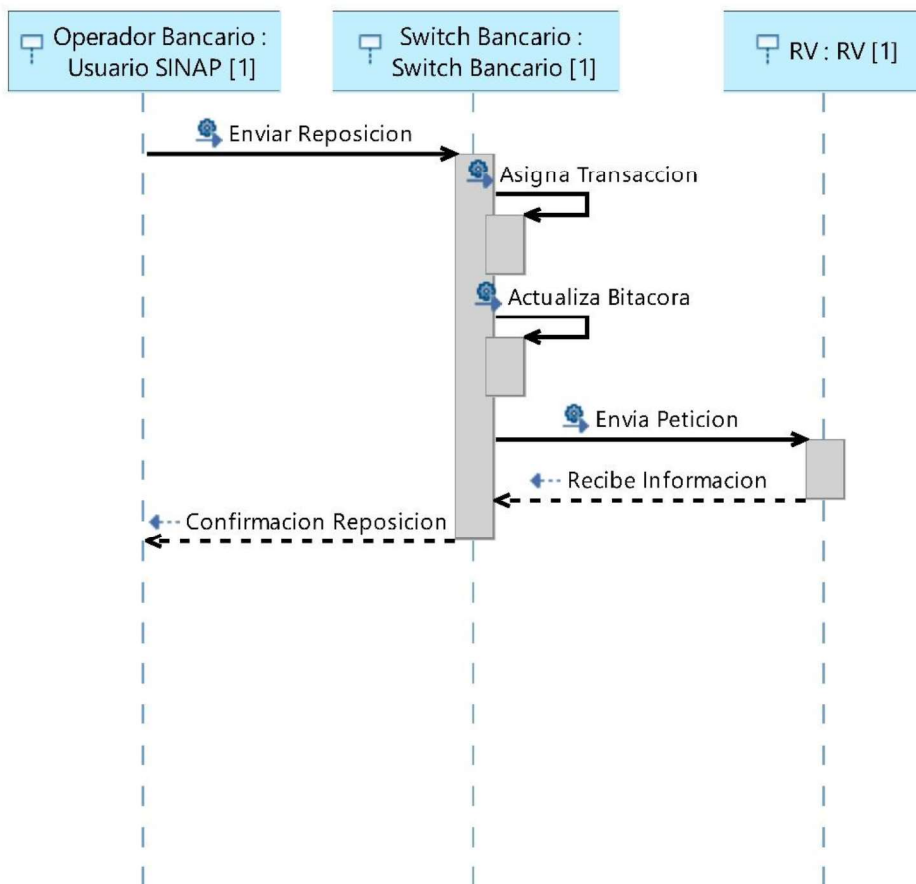 Operador Bancario :
Usuario SINAP [1]
Switch Bancario :
Switch Bancario [1]
RV : RV [1]
Enviar Reposicion
Asigna Transaccion
Actualiza Bitacora
Envia Peticion
Recibe Informacion
Confirmacion Reposicion